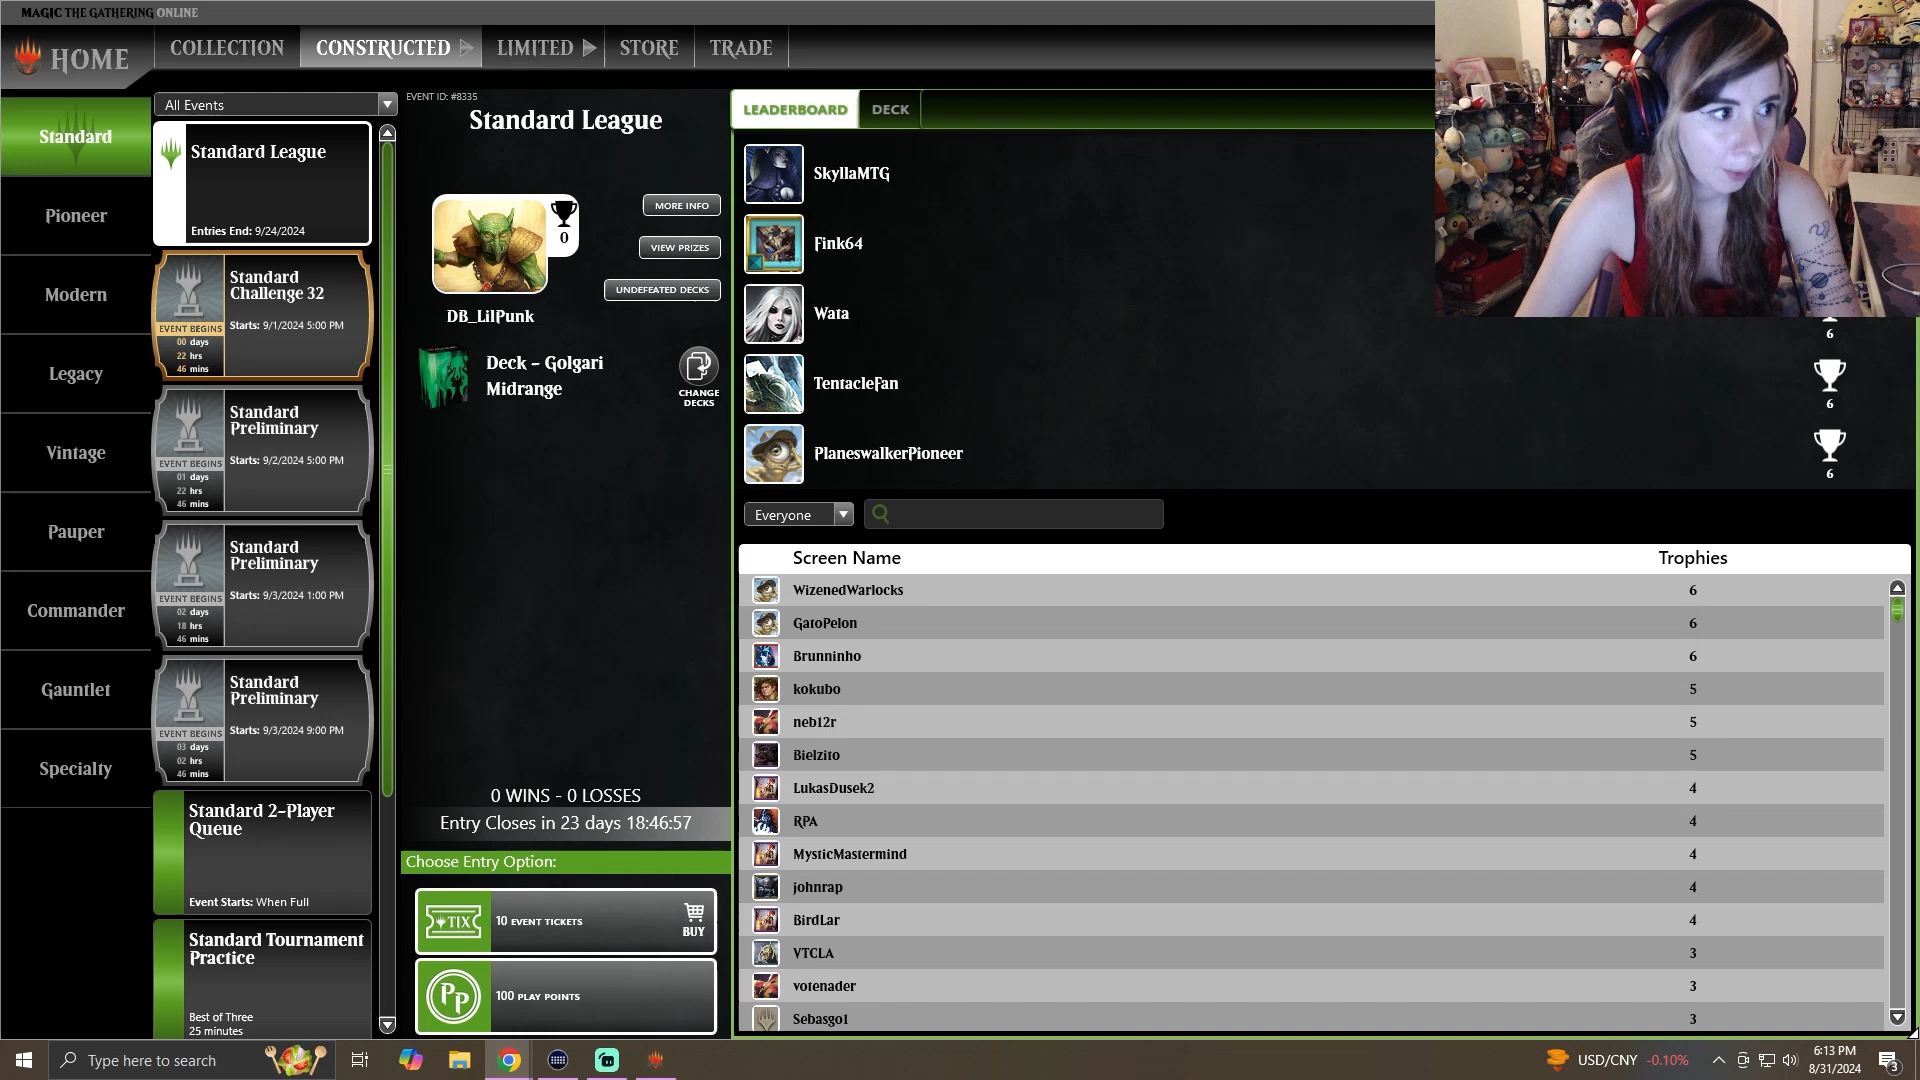 MAGIC THE GATHERING ONLINE
HOME
COLLECTION
CONSTRUCTED
LIMITED
STORE
TRADE
Standard
Pioneer
Modern
Legacy
Vintage
Pauper
Commander
Gauntlet
Specialty
All Events
Standard League
Entries End: 9/24/2024
Standard
Challenge 32
Starts: 9/1/2024 5:00 PM
EVENT BEGINS
00 days
22 hrs
46 mins
Standard
Preliminary
Starts: 9/2/2024 5:00 PM
EVENT BEGINS
01 days
22 hrs
46 mins
Standard
Preliminary
Starts: 9/3/2024 1:00 PM
EVENT BEGINS
02 days
18 hrs
46 mins
Standard
Preliminary
Starts: 9/3/2024 9:00 PM
EVENT BEGINS
03 days
02 hrs
46 mins
Standard 2-Player
Queue
Event Starts: When Full
Standard Tournament
Practice
Best of Three
25 minutes
EVENT ID: #8335
Standard League
0
MORE INFO
VIEW PRIZES
UNDEFEATED DECKS
DB_LilPunk
Deck - Golgari
Midrange
CHANGE
DECKS
0 WINS - 0 LOSSES
Entry Closes in 23 days 18:46:57
Choose Entry Option:
TIX
10 EVENT TICKETS
BUY
PP
100 PLAY POINTS
LEADERBOARD
DECK
SkyllaMTG
Fink64
Wata
6
TentacleFan
6
PlaneswalkerPioneer
6
Everyone
Screen Name Trophies
WizenedWarlocks 6
GatoPelon 6
Brunninho 6
kokubo 5
neb12r 5
Bielzito 5
LukasDusek2 4
RPA 4
MysticMastermind 4
johnrap 4
BirdLar 4
VTCLA 3
votenader 3
Sebasgo1 3
Type here to search
USD/CNY -0.10%
6:13 PM
8/31/2024
3